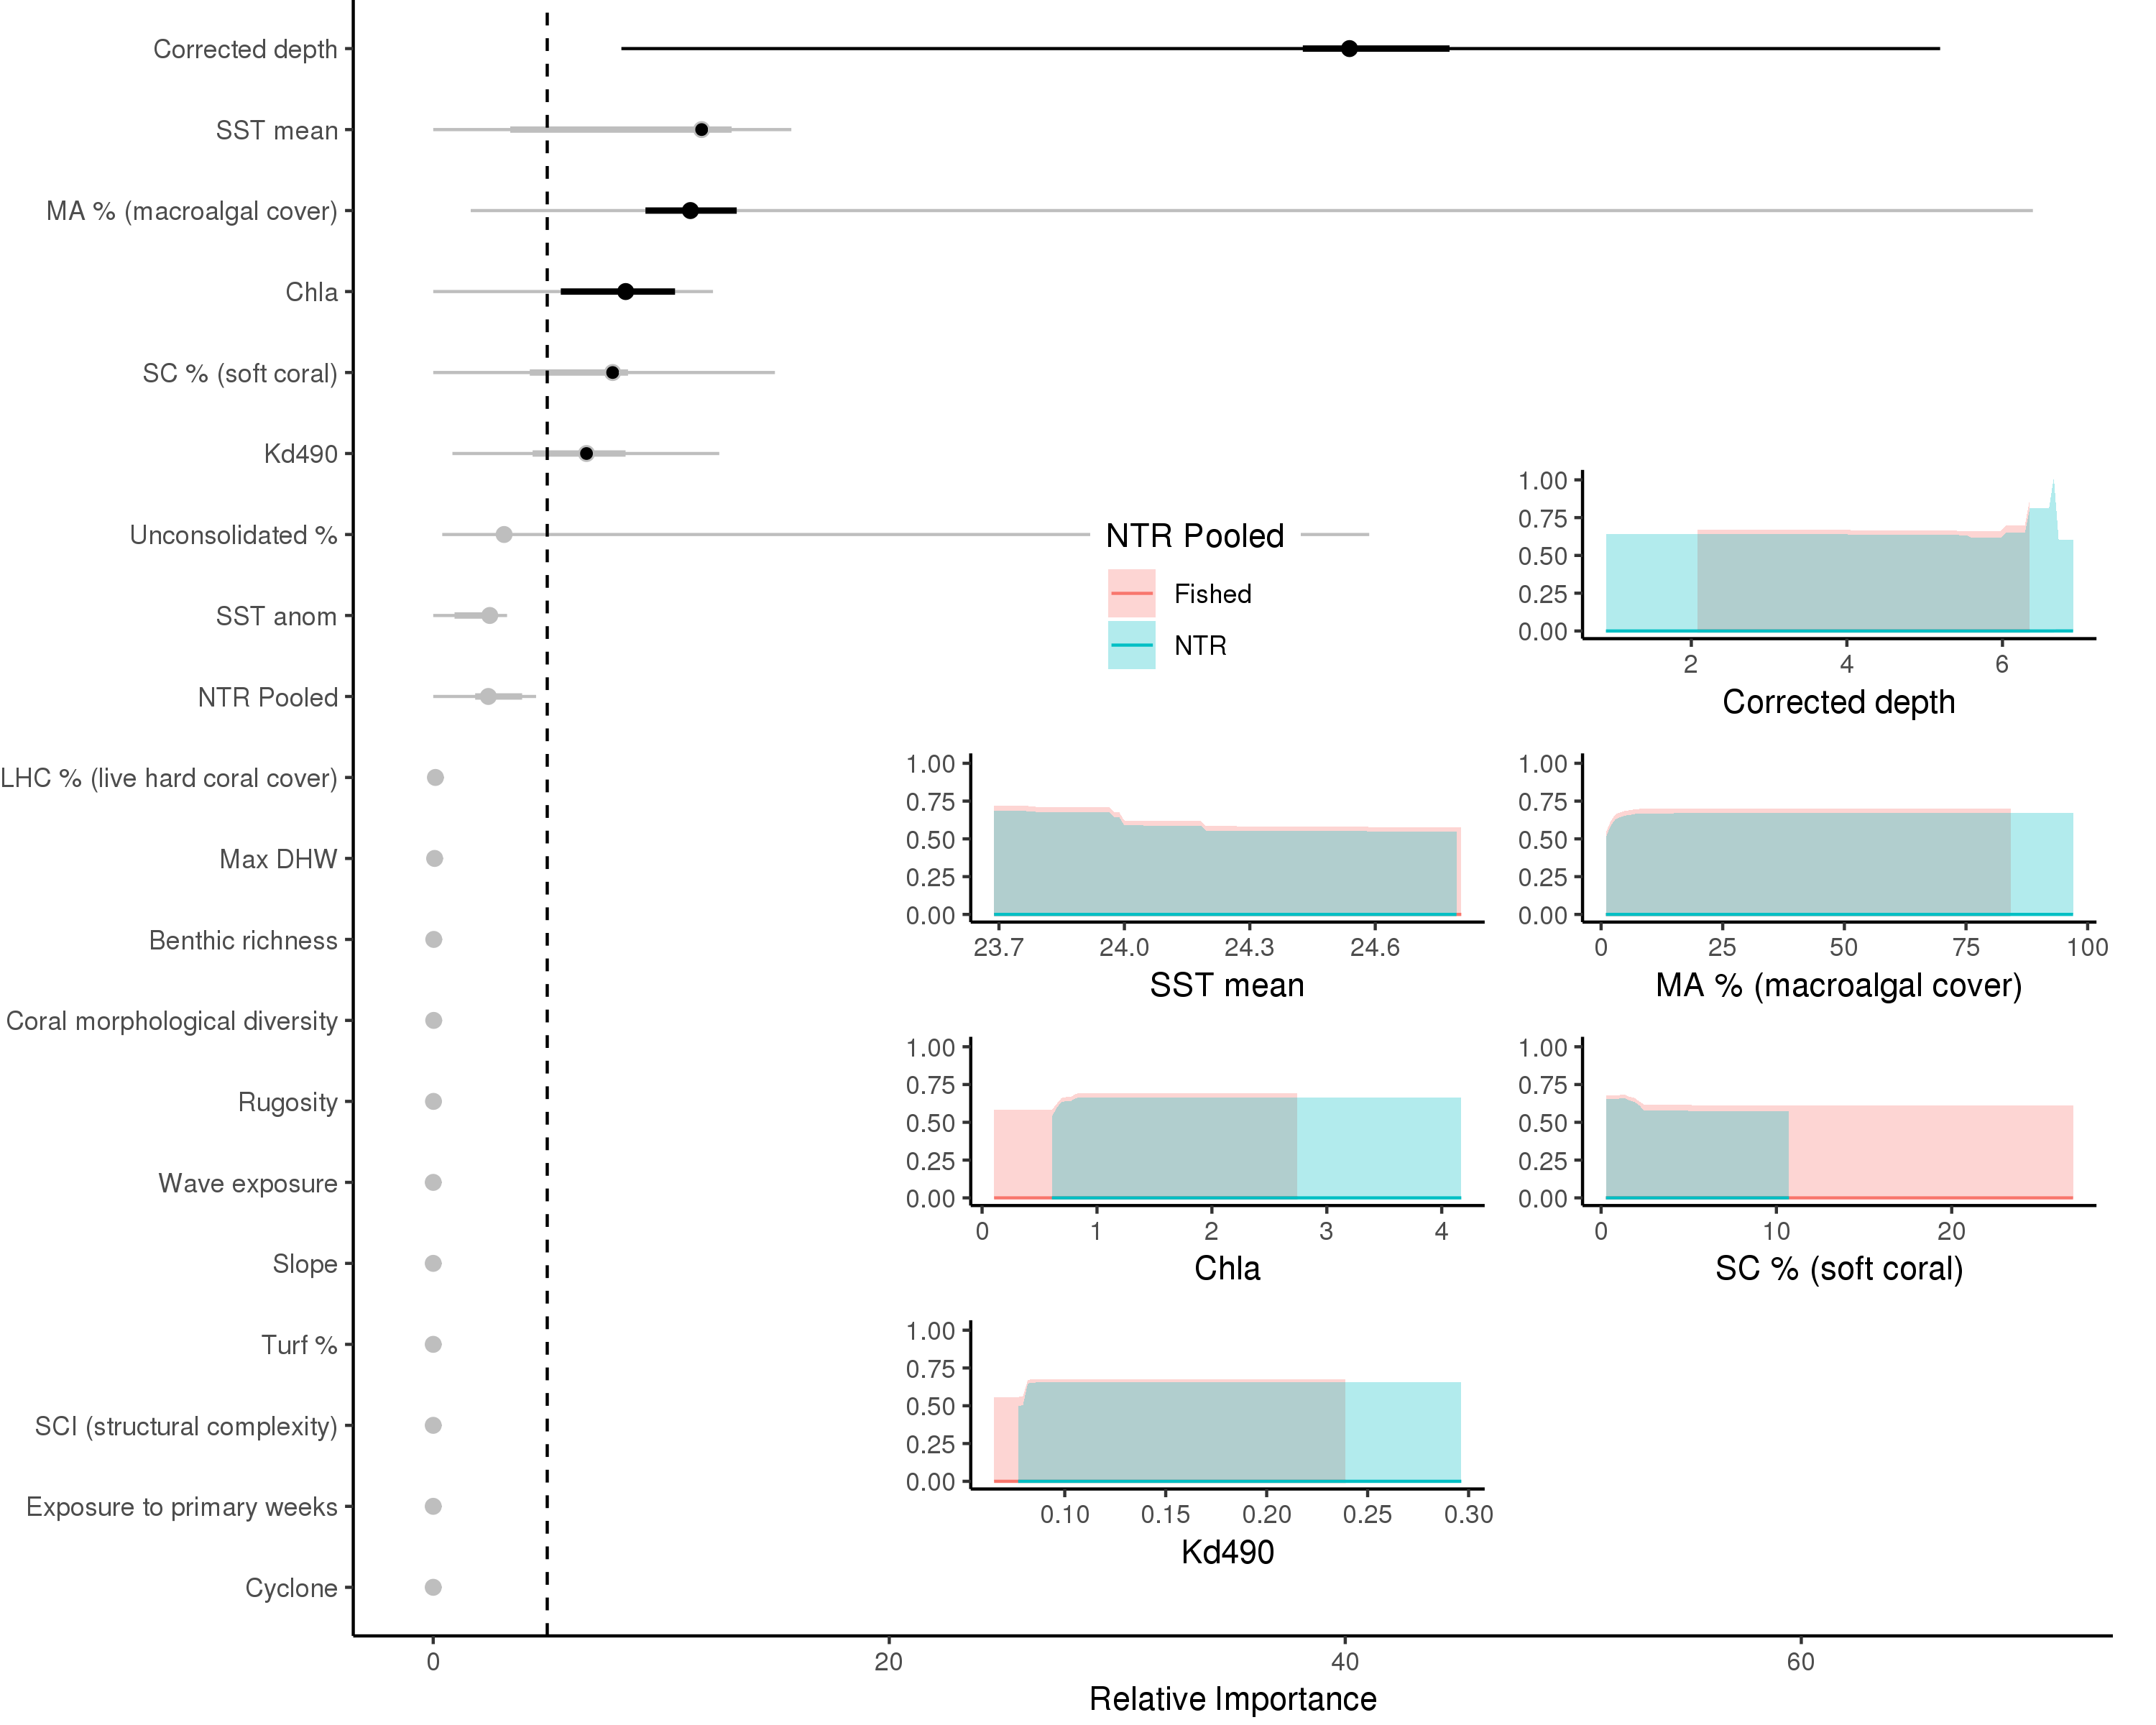 Corrected depth
SST mean
MA % (macroalgal cover)
Chla
SC % (soft coral)
Kd490
Unconsolidated %
SST anom
NTR Pooled
LHC % (live hard coral cover)
Max DHW
Benthic richness
Coral morphological diversity
Rugosity
Wave exposure
Slope
Turf %
SCI (structural complexity)
Exposure to primary weeks
Cyclone
0 20 40 60
Relative Importance
NTR Pooled
Fished
NTR
1.00
0.75
0.50
0.25
0.00
2 4 6
Corrected depth
1.00
0.75
0.50
0.25
0.00
23.7 24.0 24.3 24.6
SST mean
1.00
0.75
0.50
0.25
0.00
0 25 50 75 100
MA % (macroalgal cover)
1.00
0.75
0.50
0.25
0.00
0 1 2 3 4
Chla
1.00
0.75
0.50
0.25
0.00
0 10 20
SC % (soft coral)
1.00
0.75
0.50
0.25
0.00
0.10 0.15 0.20 0.25 0.30
Kd490